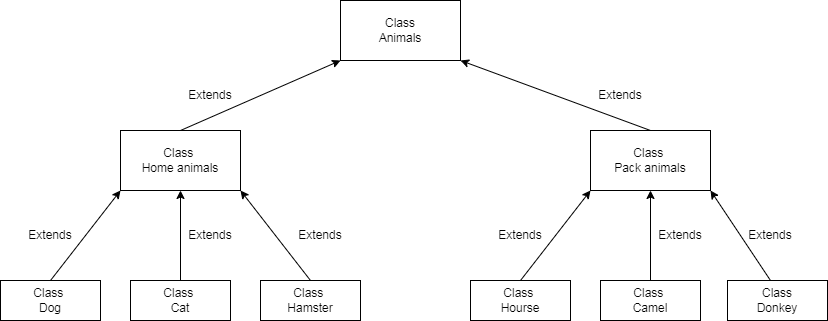 Class
Animals
Extends
Extends
Class
Home animals
Class
Pack animals
Extends
Extends
Extends
Extends
Extends
Extends
Class
Dog
Class
Cat
Class
Hamster
Class
Hourse
Class
Camel
Class
Donkey